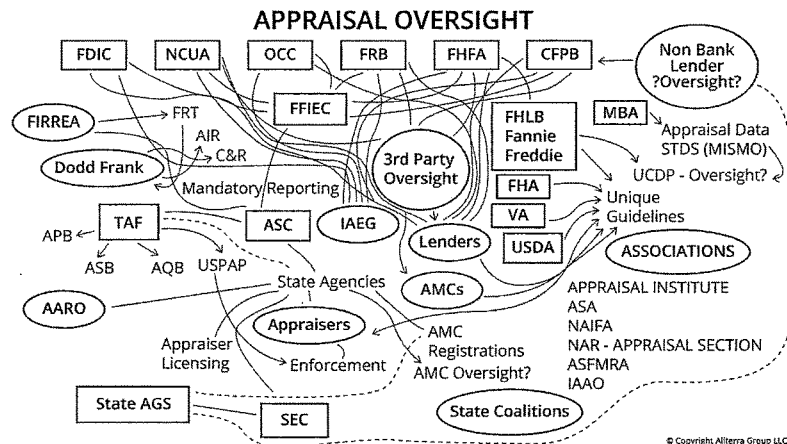 APPRAISAL OVERSIGHT
FDIC
NCUA
OCC
FRB
FHFA
CFPB
Non Bank
Lender
?Oversight?
FFIEC
FIRREA
FRT
AIR
C&R
Dodd Frank
3rd Party
Oversight
FHLB
Fannie
Freddie
MBA
Appraisal Data
STDS (MISMO)
UCDP - Oversight?
Mandatory Reporting
FHA
Unique
Guidelines
VA
USDA
TAF
ASC
IAEG
Lenders
APB
ASB
AQB
USPAP
State Agencies
AMCs
ASSOCIATIONS
AARO
Appraisers
APPRAISAL INSTITUTE
ASA
NAIFA
NAR - APPRAISAL SECTION
ASFMRA
IAAO
Appraiser
Licensing
Enforcement
AMC
Registrations
AMC Oversight?
State AGS
SEC
State Coalitions
© Copyright Allterra Group LLC